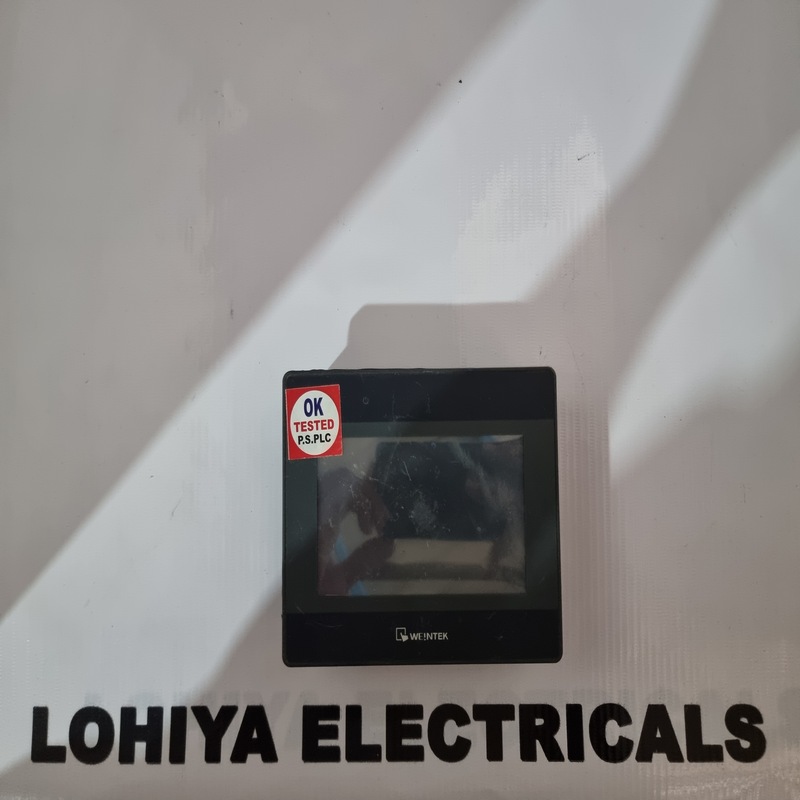 OK
TESTED
P.S.PLC
WEINTEK
LOHIYA ELECTRICALS